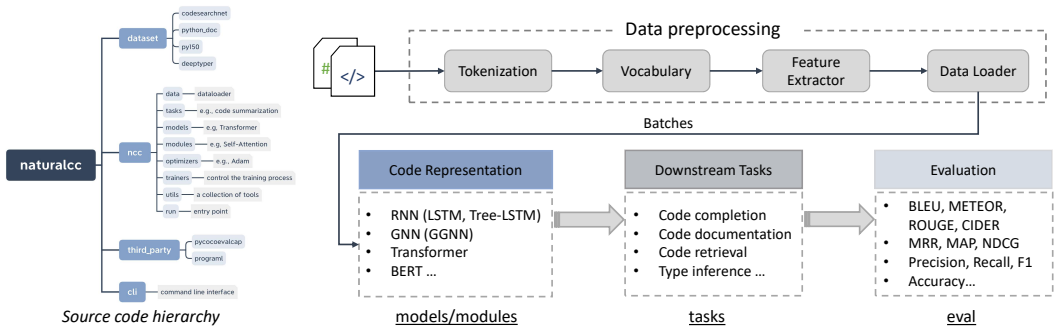 naturalcc
dataset
codesearchnet
python_doc
py150
deeptyper
ncc
data dataloader
tasks e.g., code summarization
models e.g, Transformer
modules e.g, Self-Attention
optimizers e.g., Adam
trainers control the training process
utils a collection of tools
run entry point
third_party
pycocoevalcap
programl
cli command line interface
Source code hierarchy
Data preprocessing
#
</>
Tokenization
Vocabulary
Feature
Extractor
Data Loader
Batches
Code Representation
• RNN (LSTM, Tree-LSTM)
• GNN (GGNN)
• Transformer
• BERT ...
models/modules
Downstream Tasks
• Code completion
• Code documentation
• Code retrieval
• Type inference ...
tasks
Evaluation
• BLEU, METEOR,
ROUGE, CIDER
• MRR, MAP, NDCG
• Precision, Recall, F1
• Accuracy...
eval